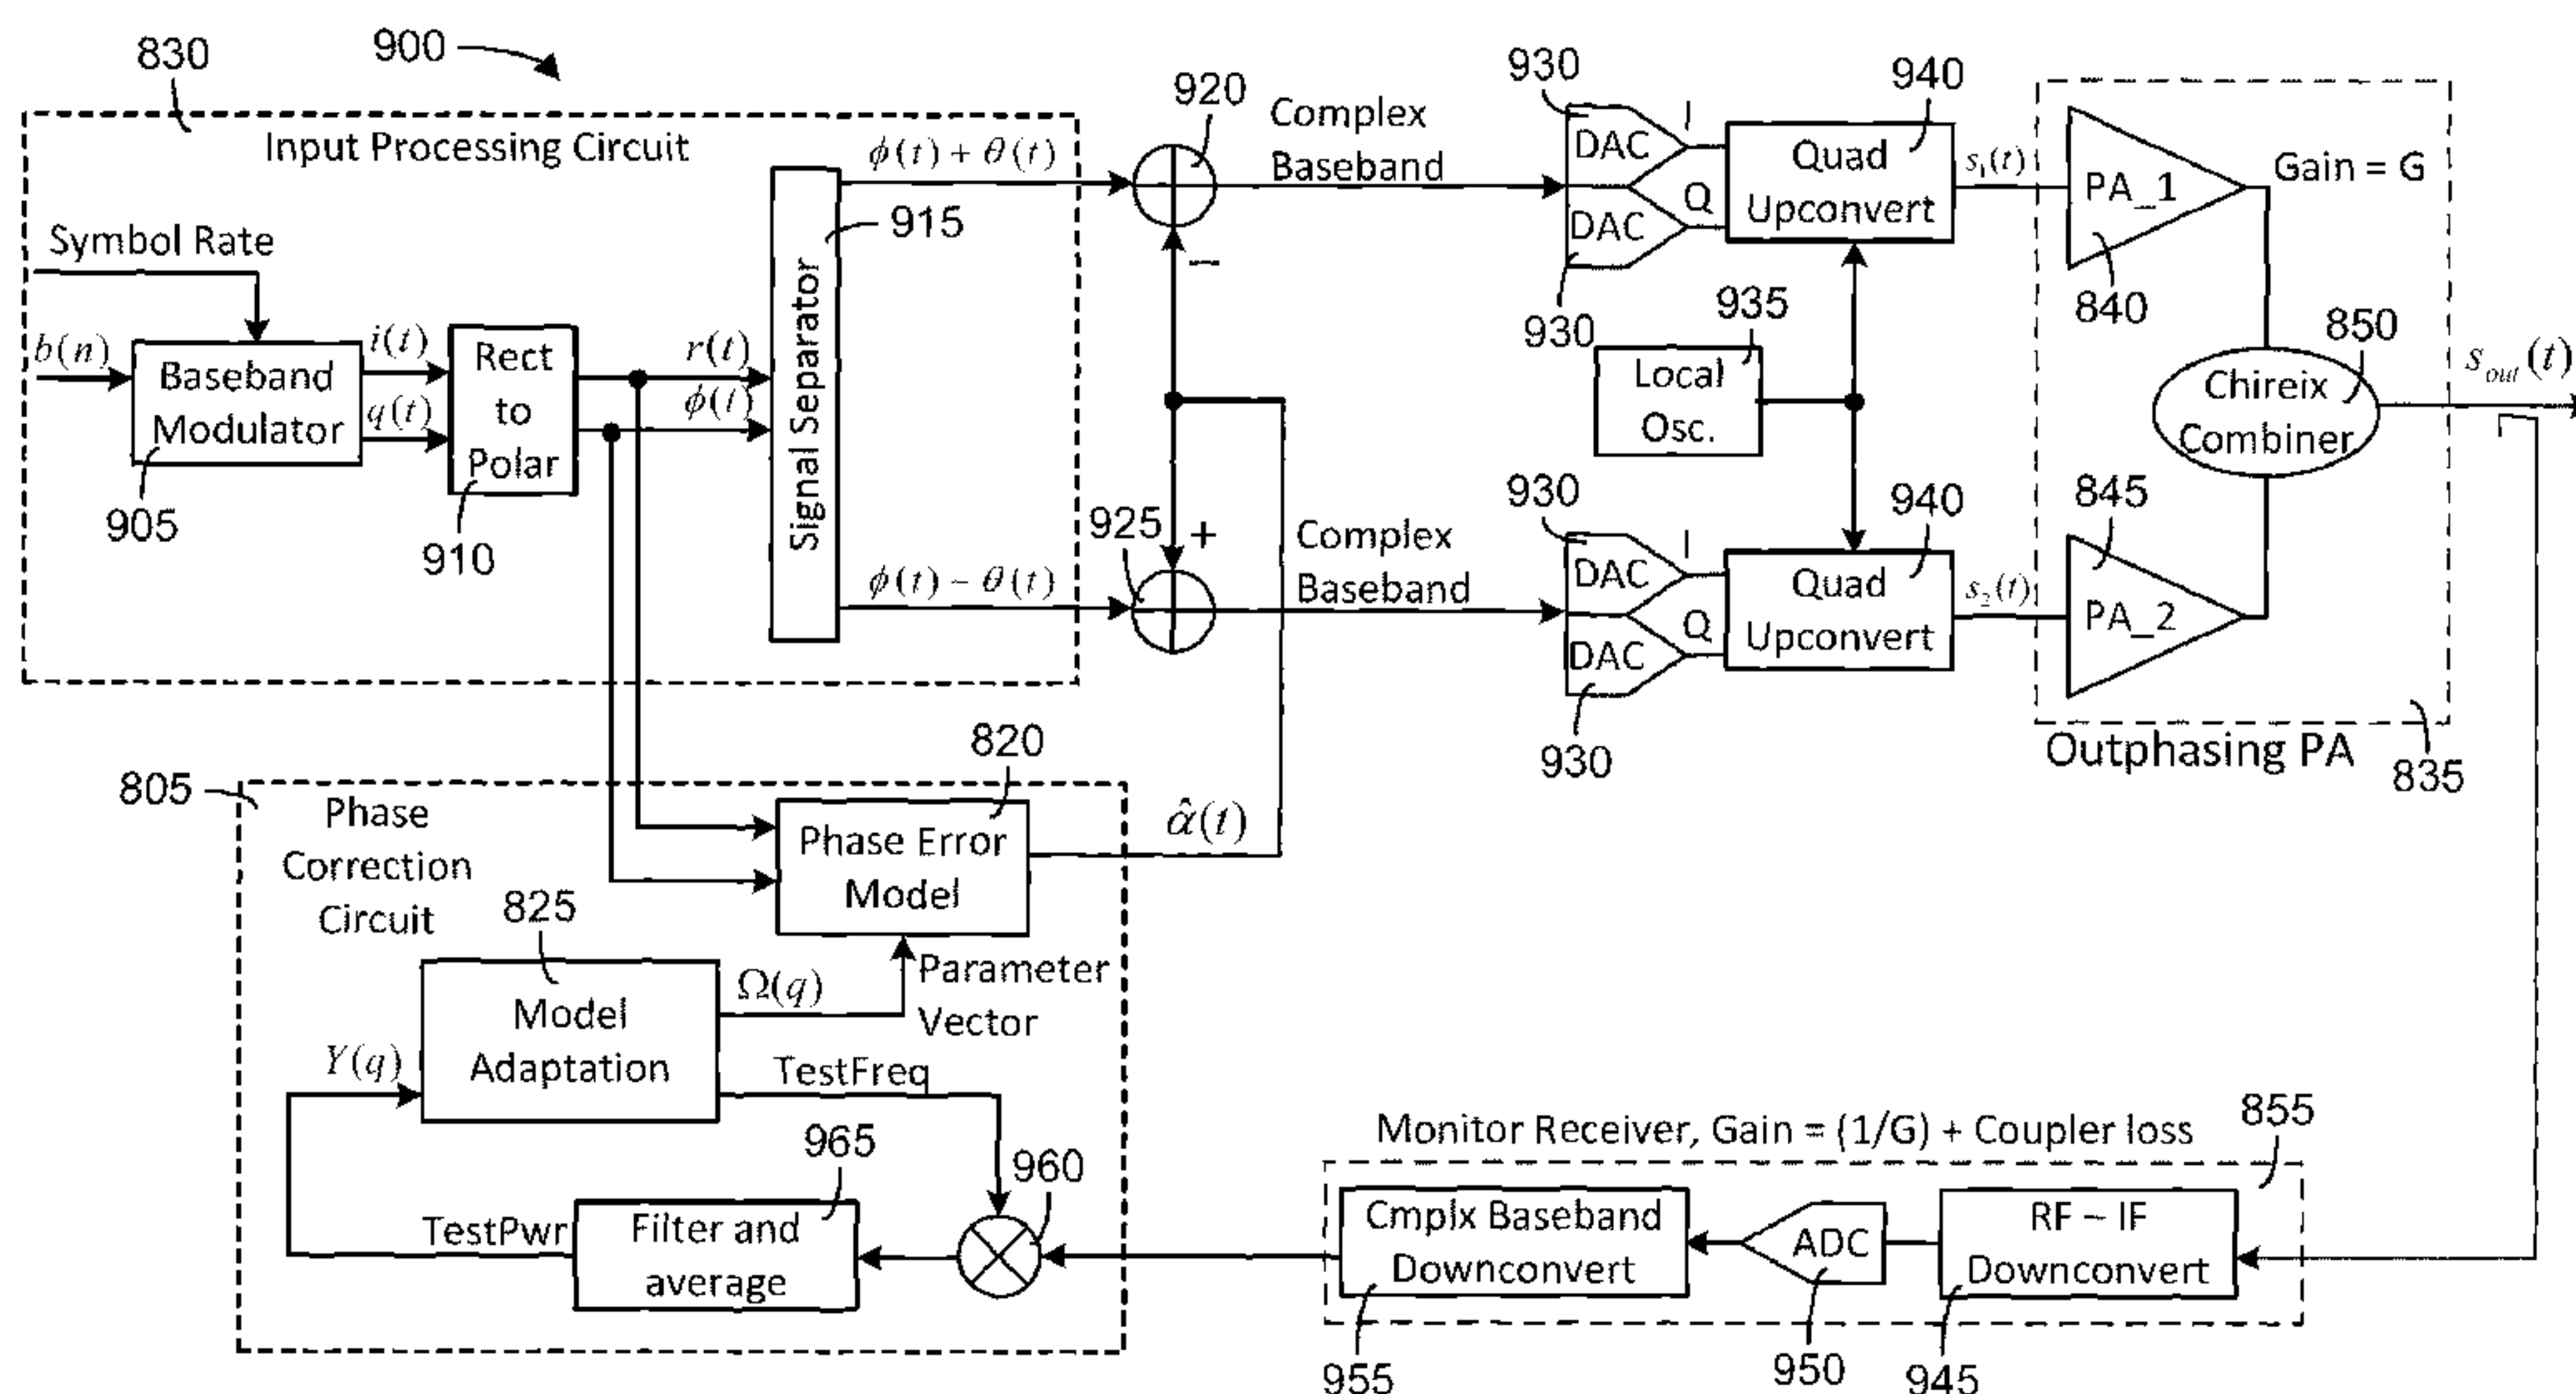 830
900
Input Processing Circuit
Symbol Rate
b(n)
Baseband
Modulator
905
i(t)
q(t)
Rect
to
Polar
910
r(t)
ϕ(t)
Signal Separator
915
ϕ(t) + θ(t)
ϕ(t) − θ(t)
920
−
925
+
Complex
Baseband
Complex
Baseband
930
DAC
DAC
930
I
Q
940
Quad
Upconvert
935
Local
Osc.
930
DAC
DAC
930
I
Q
940
Quad
Upconvert
s₁(t)
s₂(t)
PA_1
840
Gain = G
845
PA_2
850
Chireix
Combiner
s_out(t)
Outphasing PA
835
805
Phase
Correction
Circuit
820
Phase Error
Model
α̂(t)
825
Model
Adaptation
Ω(q)
Parameter
Vector
Y(q)
TestFreq
965
960
TestPwr
Filter and
average
Monitor Receiver, Gain = (1/G) + Coupler loss
855
Cmplx Baseband
Downconvert
955
ADC
950
RF – IF
Downconvert
945